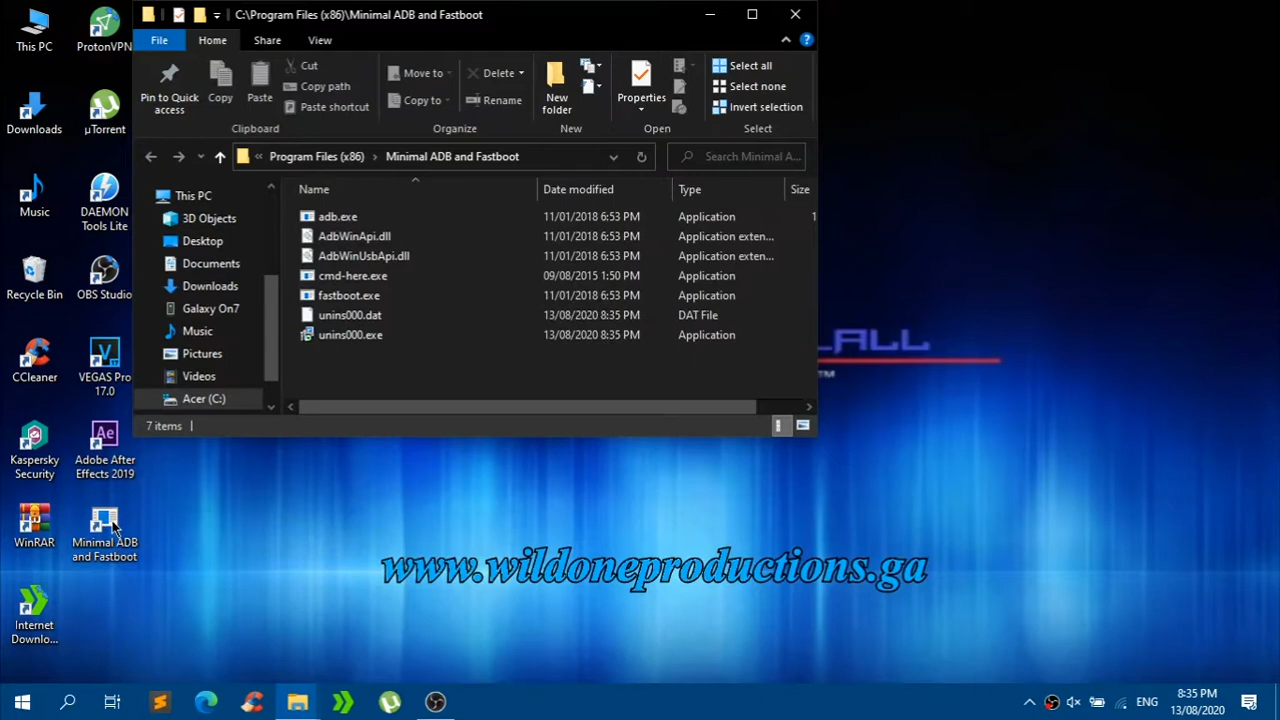 This PC
ProtonVPN
Downloads
µTorrent
Music
DAEMON
Tools Lite
Recycle Bin
OBS Studio
CCleaner
VEGAS Pro
17.0
Kaspersky
Security
Adobe After
Effects 2019
WinRAR
Minimal ADB
and Fastboot
Internet
Downlo...
C:\Program Files (x86)\Minimal ADB and Fastboot
File Home Share View
Pin to Quick
access
Copy
Paste
Cut
Copy path
Paste shortcut
Clipboard
Move to
Copy to
Delete
Rename
Organize
New
folder
New
Properties
Open
Select all
Select none
Invert selection
Select
« Program Files (x86) › Minimal ADB and Fastboot
Search Minimal A...
This PC
3D Objects
Desktop
Documents
Downloads
Galaxy On7
Music
Pictures
Videos
Acer (C:)
Name Date modified Type Size
adb.exe 11/01/2018 6:53 PM Application 1
AdbWinApi.dll 11/01/2018 6:53 PM Application exten...
AdbWinUsbApi.dll 11/01/2018 6:53 PM Application exten...
cmd-here.exe 09/08/2015 1:50 PM Application
fastboot.exe 11/01/2018 6:53 PM Application
unins000.dat 13/08/2020 8:35 PM DAT File
unins000.exe 13/08/2020 8:35 PM Application
7 items
LALL
TM
www.wildoneproductions.ga
ENG
8:35 PM
13/08/2020